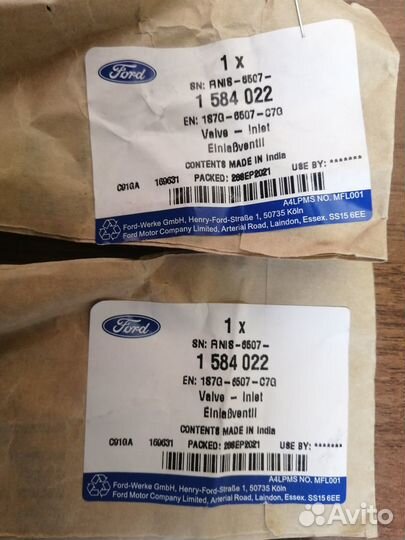 Ford
1 x
SN: ANIS-6507-
1 584 022
EN: 1S7G-6507-C7G
Valve - Inlet
Einlaßventil
CONTENTS MADE IN India
C91GA 169631 PACKED: 28SEP2021 USE BY: *******
A4LPMS NO. MFL001
Ford-Werke GmbH, Henry-Ford-Straße 1, 50735 Köln
Ford Motor Company Limited, Arterial Road, Laindon, Essex. SS15 6EE
Ford
1 x
SN: ANIS-6507-
1 584 022
EN: 1S7G-6507-C7G
Valve - Inlet
Einlaßventil
CONTENTS MADE IN India
C91GA 169631 PACKED: 28SEP2021 USE BY: *******
A4LPMS NO. MFL001
Ford-Werke GmbH, Henry-Ford-Straße 1, 50735 Köln
Ford Motor Company Limited, Arterial Road, Laindon, Essex. SS15 6EE
Avito